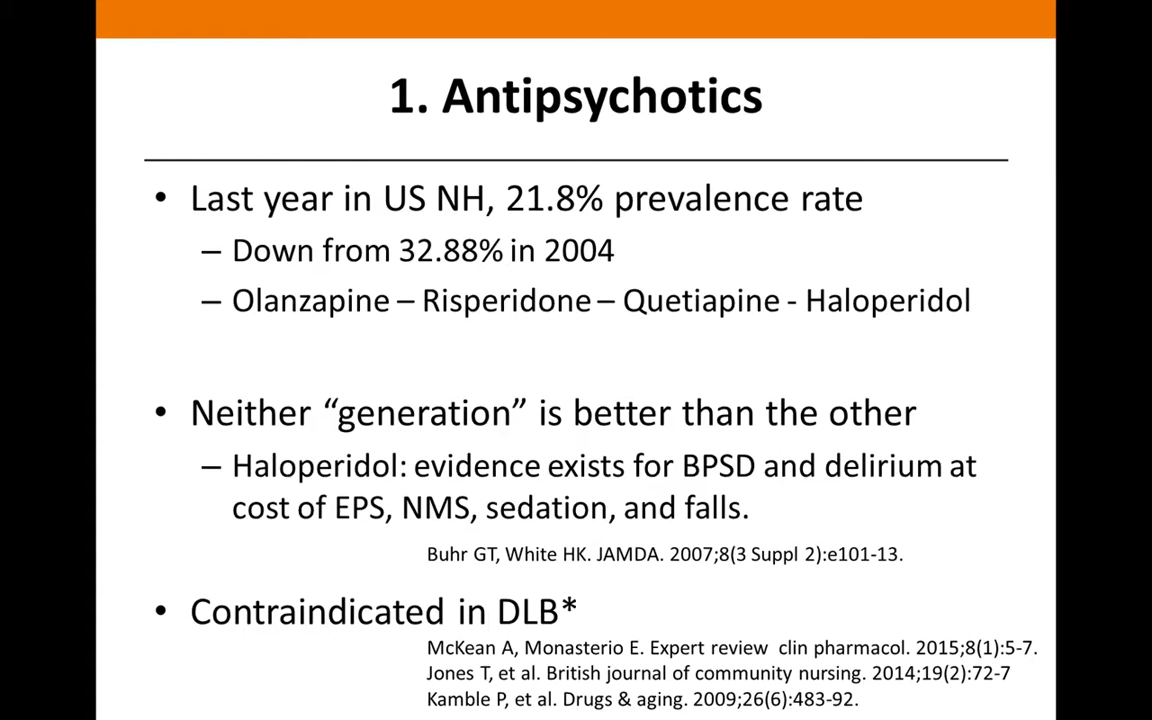 1. Antipsychotics
• Last year in US NH, 21.8% prevalence rate
– Down from 32.88% in 2004
– Olanzapine – Risperidone – Quetiapine - Haloperidol
• Neither “generation” is better than the other
– Haloperidol: evidence exists for BPSD and delirium at
cost of EPS, NMS, sedation, and falls.
Buhr GT, White HK. JAMDA. 2007;8(3 Suppl 2):e101-13.
• Contraindicated in DLB*
McKean A, Monasterio E. Expert review clin pharmacol. 2015;8(1):5-7.
Jones T, et al. British journal of community nursing. 2014;19(2):72-7
Kamble P, et al. Drugs & aging. 2009;26(6):483-92.